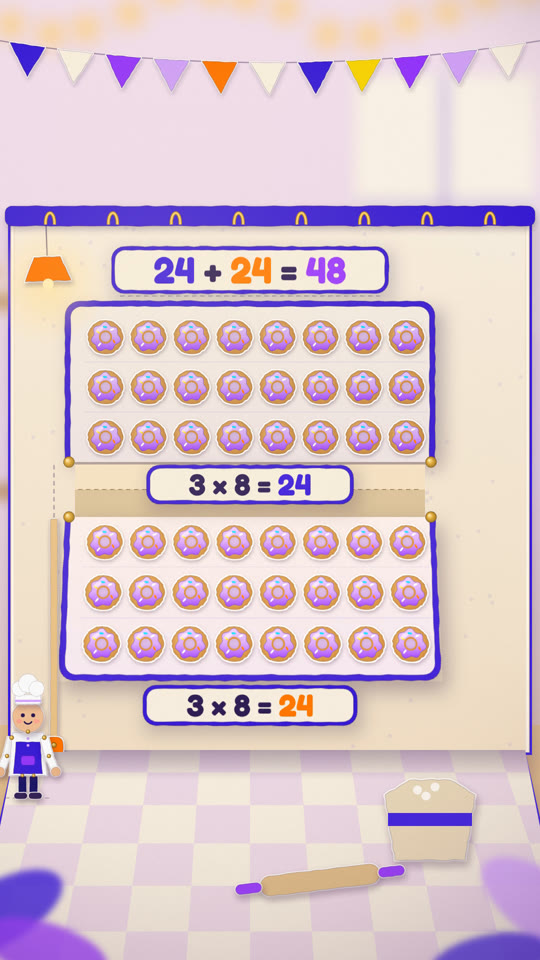 24 + 24 = 48
3 × 8 = 24
3 × 8 = 24